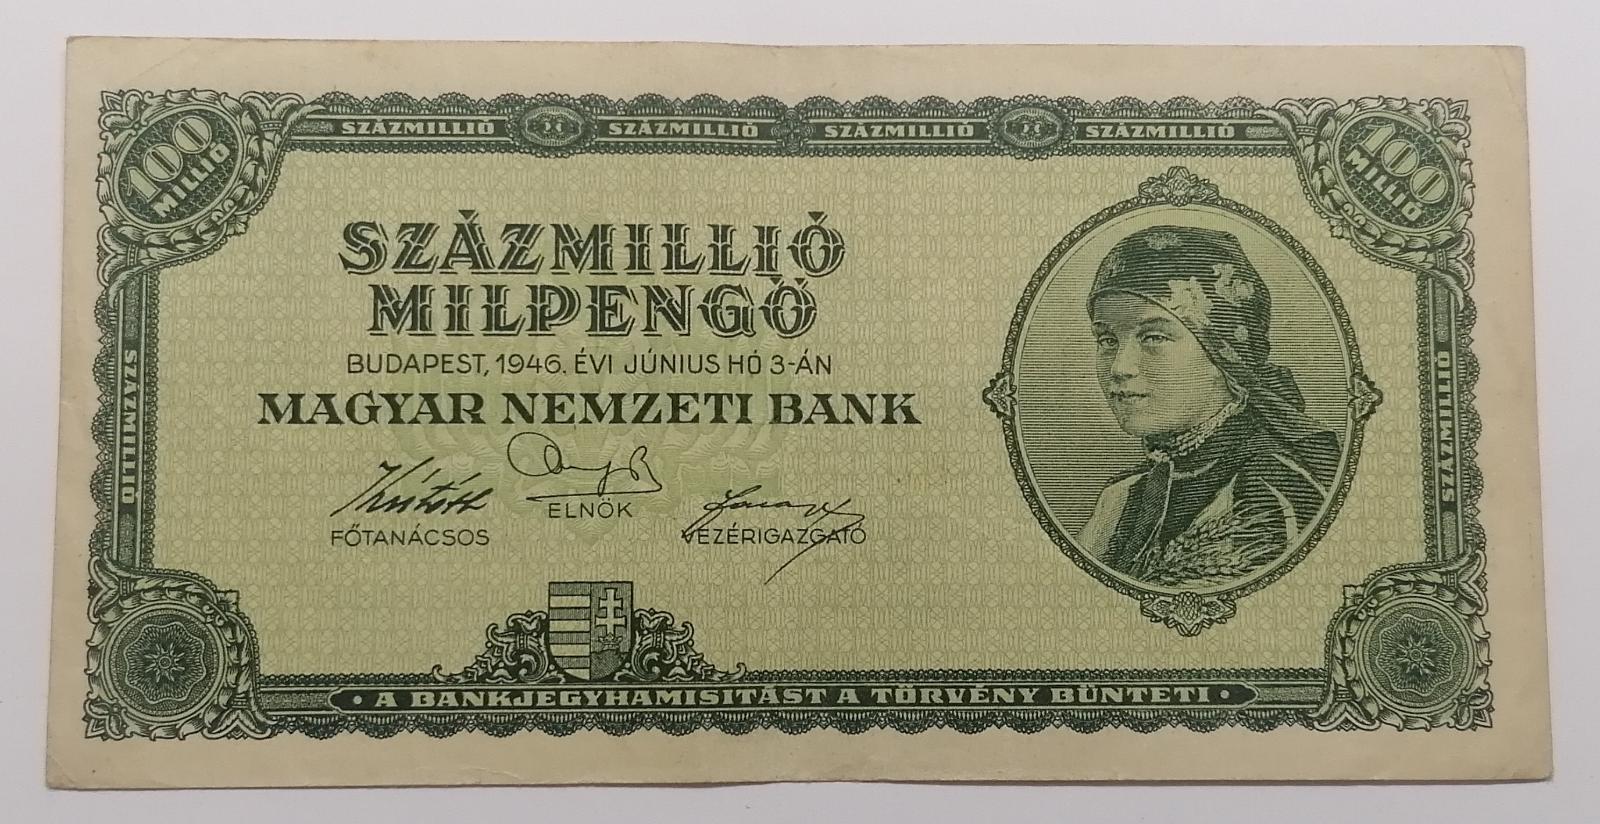 SZÁZMILLIÓ SZÁZMILLIÓ SZÁZMILLIÓ SZÁZMILLIÓ
100 MILLIÓ
100 MILLIÓ
SZÁZMILLIÓ
MILPENGŐ
BUDAPEST, 1946. ÉVI JÚNIUS HÓ 3-ÁN
MAGYAR NEMZETI BANK
FŐTANÁCSOS
ELNÖK
VEZÉRIGAZGATÓ
SZÁZMILLIÓ
SZÁZMILLIÓ
· A BANKJEGYHAMISITÁST A TÖRVÉNY BÜNTETI ·